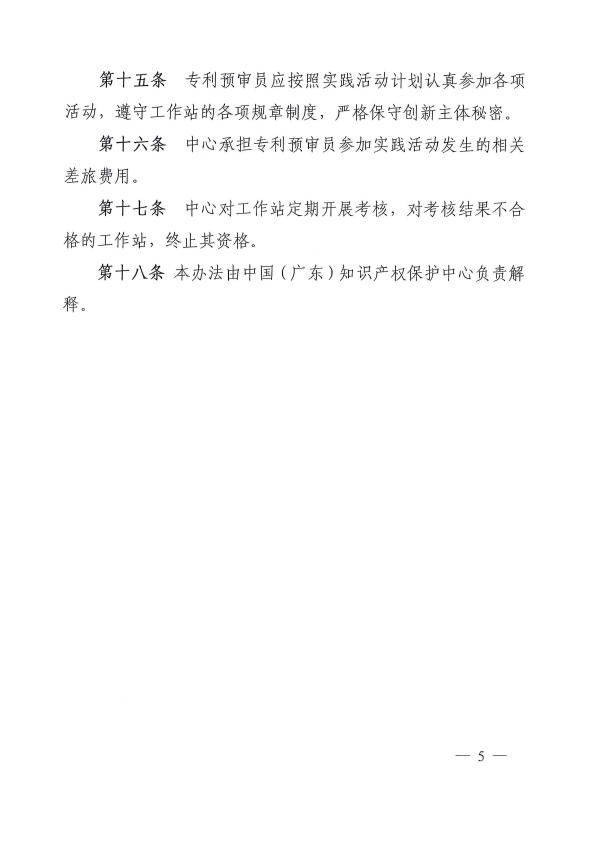 第十五条　专利预审员应按照实践活动计划认真参加各项
活动，遵守工作站的各项规章制度，严格保守创新主体秘密。
第十六条　中心承担专利预审员参加实践活动发生的相关
差旅费用。
第十七条　中心对工作站定期开展考核，对考核结果不合
格的工作站，终止其资格。
第十八条 本办法由中国（广东）知识产权保护中心负责解
释。
— 5 —